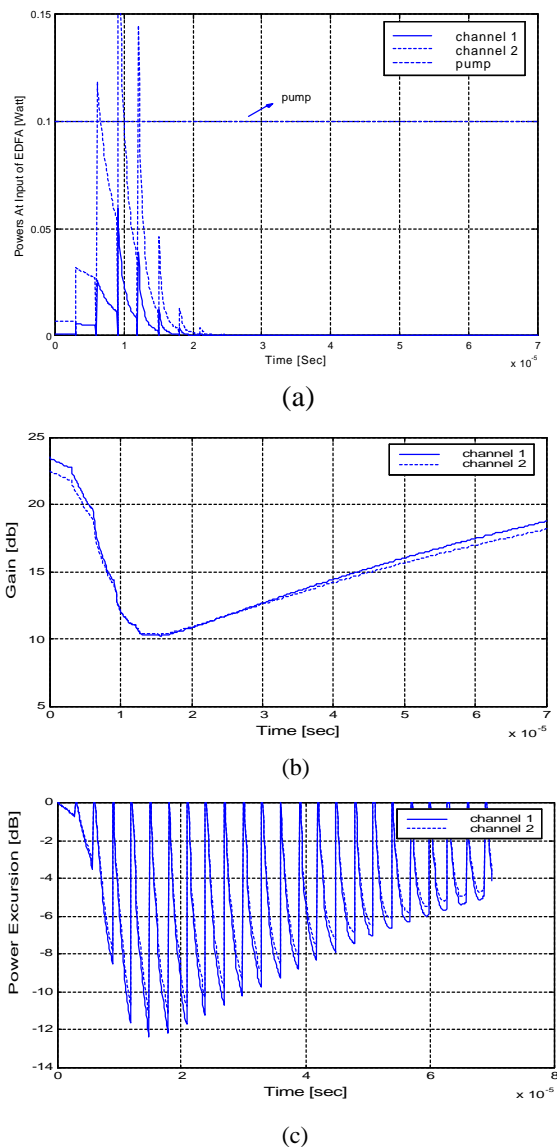 channel 1
channel 2
pump
pump
Powers At Input of EDFA [Watt]
0.15
0.1
0.05
0
0 1 2 3 4 5 6 7
Time [Sec]
x 10⁻⁵
(a)
channel 1
channel 2
Gain [db]
25
20
15
10
5
0 1 2 3 4 5 6 7
Time [sec]
x 10⁻⁵
(b)
channel 1
channel 2
Power Excursion [dB]
0
-2
-4
-6
-8
-10
-12
-14
0 2 4 6 8
Time [sec]
x 10⁻⁵
(c)